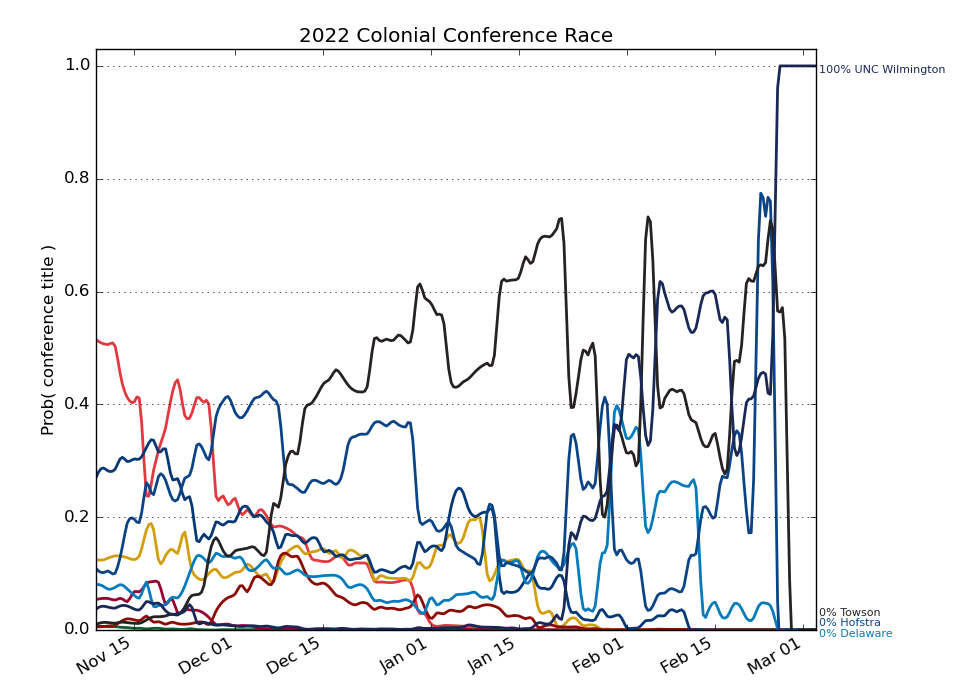 2022 Colonial Conference Race
Prob( conference title )
1.0
0.8
0.6
0.4
0.2
0.0
100% UNC Wilmington
0% Towson
0% Hofstra
0% Delaware
Nov 15
Dec 01
Dec 15
Jan 01
Jan 15
Feb 01
Feb 15
Mar 01